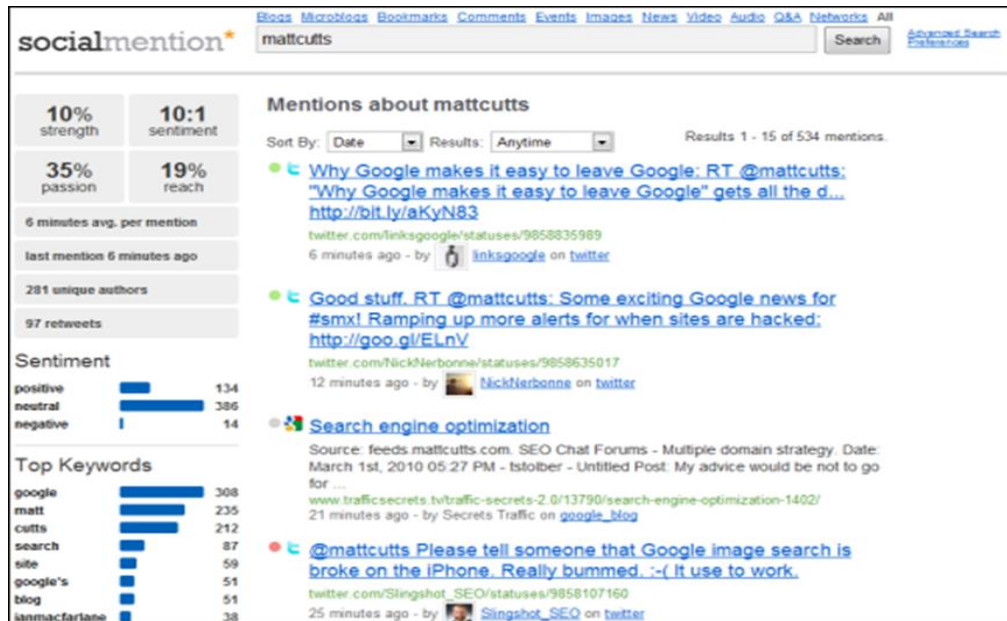 Blogs Microblogs Bookmarks Comments Events Images News Video Audio Q&A Networks All
socialmention*
mattcutts
Search
Advanced Search
Preferences
10%
strength
10:1
sentiment
35%
passion
19%
reach
6 minutes avg. per mention
last mention 6 minutes ago
281 unique authors
97 retweets
Sentiment
positive 134
neutral 386
negative 14
Top Keywords
google 308
matt 235
cutts 212
search 87
site 59
google's 51
blog 51
ianmacfarlane 38
Mentions about mattcutts
Sort By: Date Results: Anytime
Results 1 - 15 of 534 mentions.
Why Google makes it easy to leave Google: RT @mattcutts:
"Why Google makes it easy to leave Google" gets all the d...
http://bit.ly/aKyN83
twitter.com/linksgoogle/statuses/9858835989
6 minutes ago - by linksgoogle on twitter
Good stuff. RT @mattcutts: Some exciting Google news for
#smx! Ramping up more alerts for when sites are hacked:
http://goo.gl/ELnV
twitter.com/NickNerbonne/statuses/9858635017
12 minutes ago - by NickNerbonne on twitter
Search engine optimization
Source: feeds.mattcutts.com. SEO Chat Forums - Multiple domain strategy. Date:
March 1st, 2010 05:27 PM - tstolber - Untitled Post: My advice would be not to go
for ...
www.trafficsecrets.tv/traffic-secrets-2.0/13790/search-engine-optimization-1402/
21 minutes ago - by Secrets Traffic on google_blog
@mattcutts Please tell someone that Google image search is
broke on the iPhone. Really bummed. :-( It use to work.
twitter.com/Slingshot_SEO/statuses/9858107160
25 minutes ago - by Slingshot_SEO on twitter